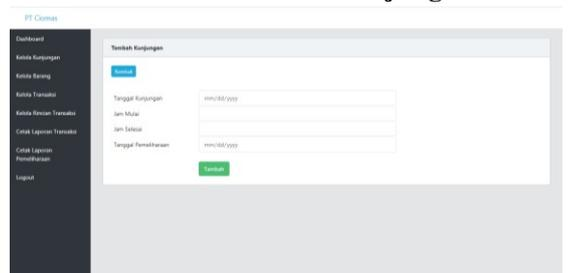 PT Ciomas
Dashboard
Kelola Kunjungan
Kelola Barang
Kelola Transaksi
Kelola Rincian Transaksi
Cetak Laporan Transaksi
Cetak Laporan
Pemeliharaan
Logout
Tambah Kunjungan
Kembali
Tanggal Kunjungan mm/dd/yyyy
Jam Mulai
Jam Selesai
Tanggal Pemeliharaan mm/dd/yyyy
Tambah